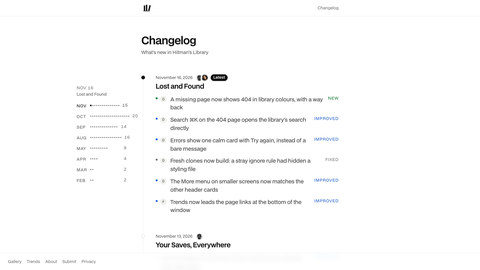 Changelog
Changelog
What's new in Hillman's Library
November 16, 2026
Latest
Lost and Found
NOV 16
Lost and Found
NOV 15
OCT 25
SEP 14
AUG 16
MAY 9
APR 4
MAR 2
FEB 2
A missing page now shows 404 in library colours, with a way
back
NEW
Search ⌘K on the 404 page opens the library's search
directly
IMPROVED
Errors show one calm card with Try again, instead of a
bare message
IMPROVED
Fresh clones now build: a stray ignore rule had hidden a
styling file
FIXED
The More menu on smaller screens now matches the
other header cards
IMPROVED
Trends now leads the page links at the bottom of the
window
IMPROVED
November 13, 2026
Your Saves, Everywhere
Gallery Trends About Submit Privacy